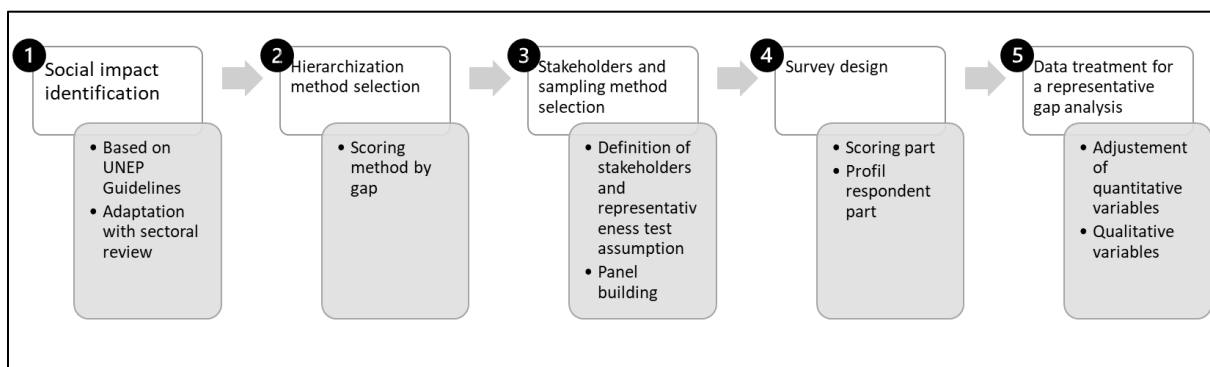 1
Social impact
identification
• Based on
UNEP
Guidelines
• Adaptation
with sectoral
review
2
Hierarchization
method selection
• Scoring
method by
gap
3
Stakeholders and
sampling method
selection
• Definition of
stakeholders
and
representativ
eness test
assumption
• Panel
building
4
Survey design
• Scoring part
• Profil
respondent
part
5
Data treatment for
a representative
gap analysis
• Adjustement
of
quantitative
variables
• Qualitative
variables